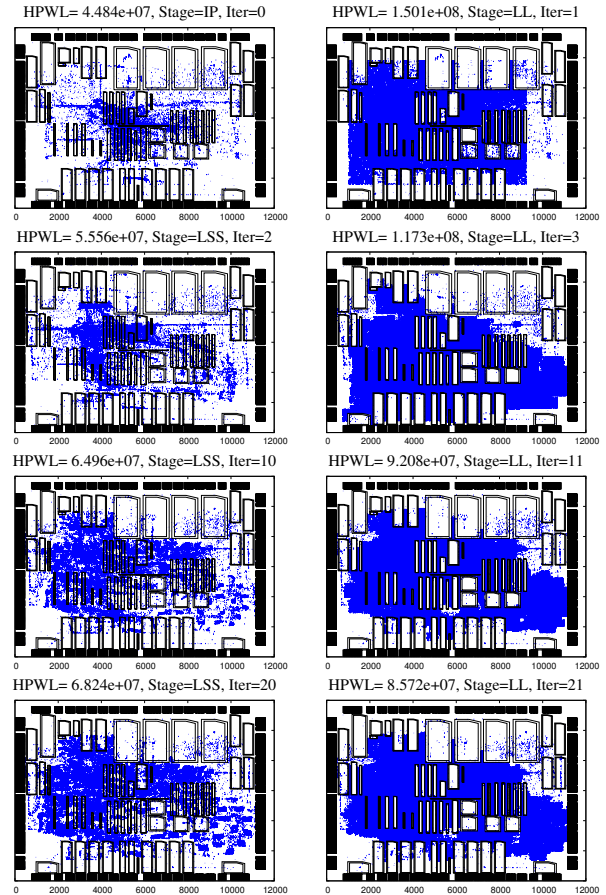 HPWL= 4.484e+07, Stage=IP, Iter=0
HPWL= 1.501e+08, Stage=LL, Iter=1
0 2000 4000 6000 8000 10000 12000
0 2000 4000 6000 8000 10000 12000
HPWL= 5.556e+07, Stage=LSS, Iter=2
HPWL= 1.173e+08, Stage=LL, Iter=3
0 2000 4000 6000 8000 10000 12000
0 2000 4000 6000 8000 10000 12000
HPWL= 6.496e+07, Stage=LSS, Iter=10
HPWL= 9.208e+07, Stage=LL, Iter=11
0 2000 4000 6000 8000 10000 12000
0 2000 4000 6000 8000 10000 12000
HPWL= 6.824e+07, Stage=LSS, Iter=20
HPWL= 8.572e+07, Stage=LL, Iter=21
0 2000 4000 6000 8000 10000 12000
0 2000 4000 6000 8000 10000 12000